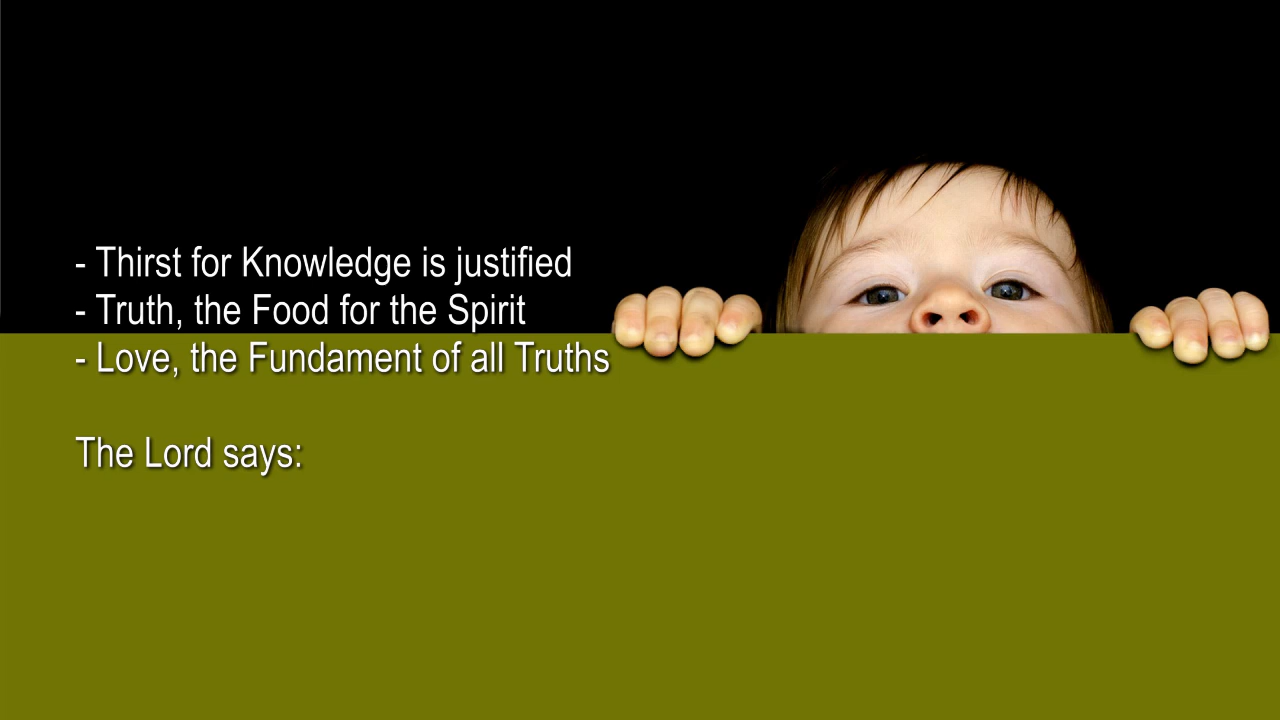 - Thirst for Knowledge is justified
- Truth, the Food for the Spirit
- Love, the Fundament of all Truths
The Lord says: